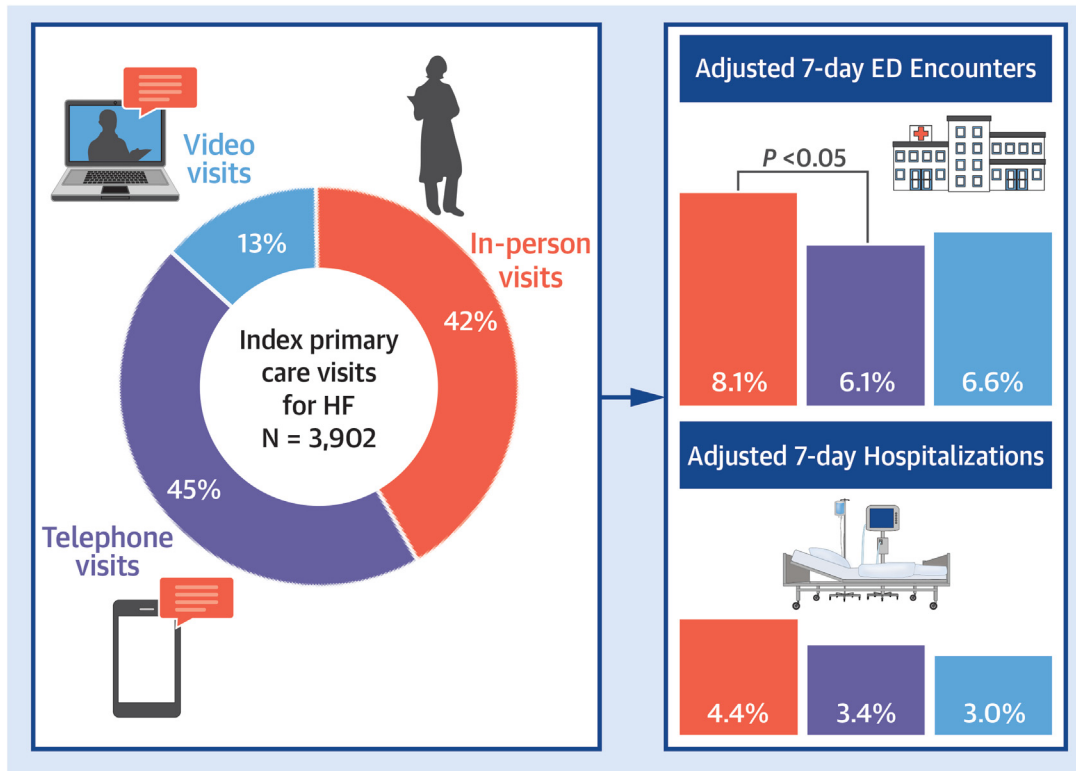 Video
visits
13%
In-person
visits
42%
Index primary
care visits
for HF
N = 3,902
45%
Telephone
visits
Adjusted 7-day ED Encounters
P <0.05
8.1%
6.1%
6.6%
Adjusted 7-day Hospitalizations
4.4%
3.4%
3.0%